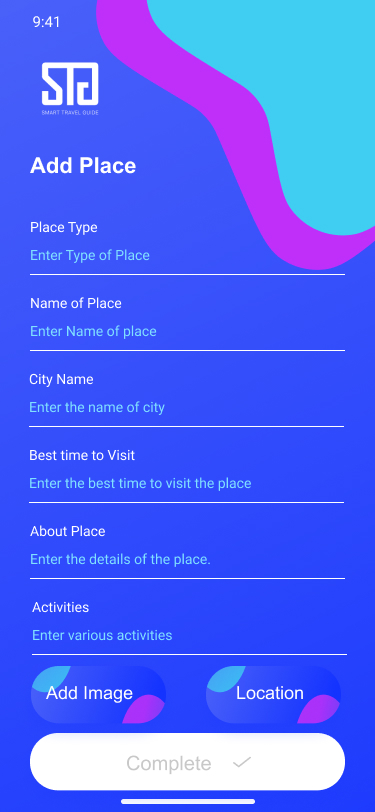 9:41
STG
SMART TRAVEL GUIDE
Add Place
Place Type
Enter Type of Place
Name of Place
Enter Name of place
City Name
Enter the name of city
Best time to Visit
Enter the best time to visit the place
About Place
Enter the details of the place.
Activities
Enter various activities
Add Image
Location
Complete